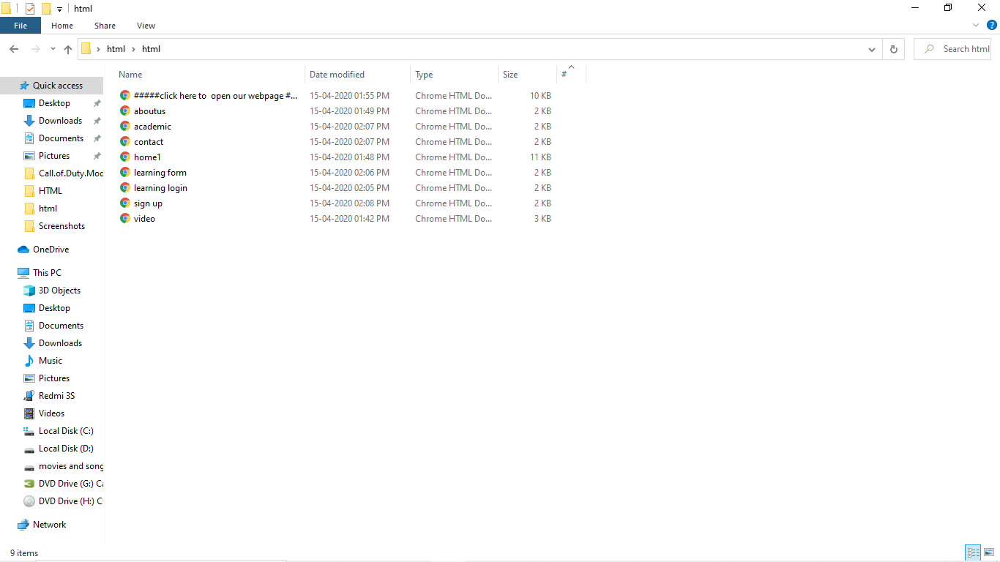 html
File Home Share View
html html Search html
Name Date modified Type Size #
#####click here to  open our webpage #... 15-04-2020 01:55 PM Chrome HTML Do... 10 KB
aboutus 15-04-2020 01:49 PM Chrome HTML Do... 2 KB
academic 15-04-2020 02:07 PM Chrome HTML Do... 2 KB
contact 15-04-2020 02:07 PM Chrome HTML Do... 2 KB
home1 15-04-2020 01:48 PM Chrome HTML Do... 11 KB
learning form 15-04-2020 02:06 PM Chrome HTML Do... 2 KB
learning login 15-04-2020 02:05 PM Chrome HTML Do... 2 KB
sign up 15-04-2020 02:08 PM Chrome HTML Do... 2 KB
video 15-04-2020 01:42 PM Chrome HTML Do... 3 KB
Quick access
Desktop
Downloads
Documents
Pictures
Call.of.Duty.Mod
HTML
html
Screenshots
OneDrive
This PC
3D Objects
Desktop
Documents
Downloads
Music
Pictures
Redmi 3S
Videos
Local Disk (C:)
Local Disk (D:)
movies and song
DVD Drive (G:) Ca
DVD Drive (H:) C
Network
9 items